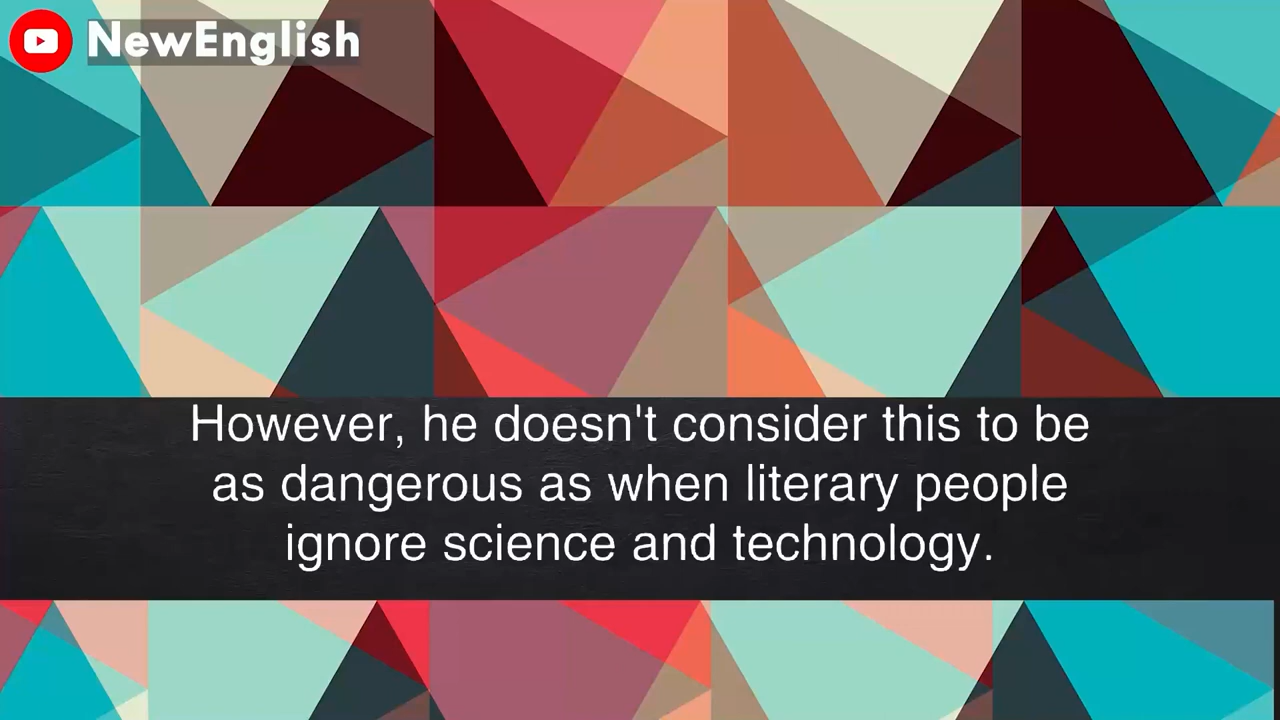 NewEnglish
However, he doesn't consider this to be
as dangerous as when literary people
ignore science and technology.